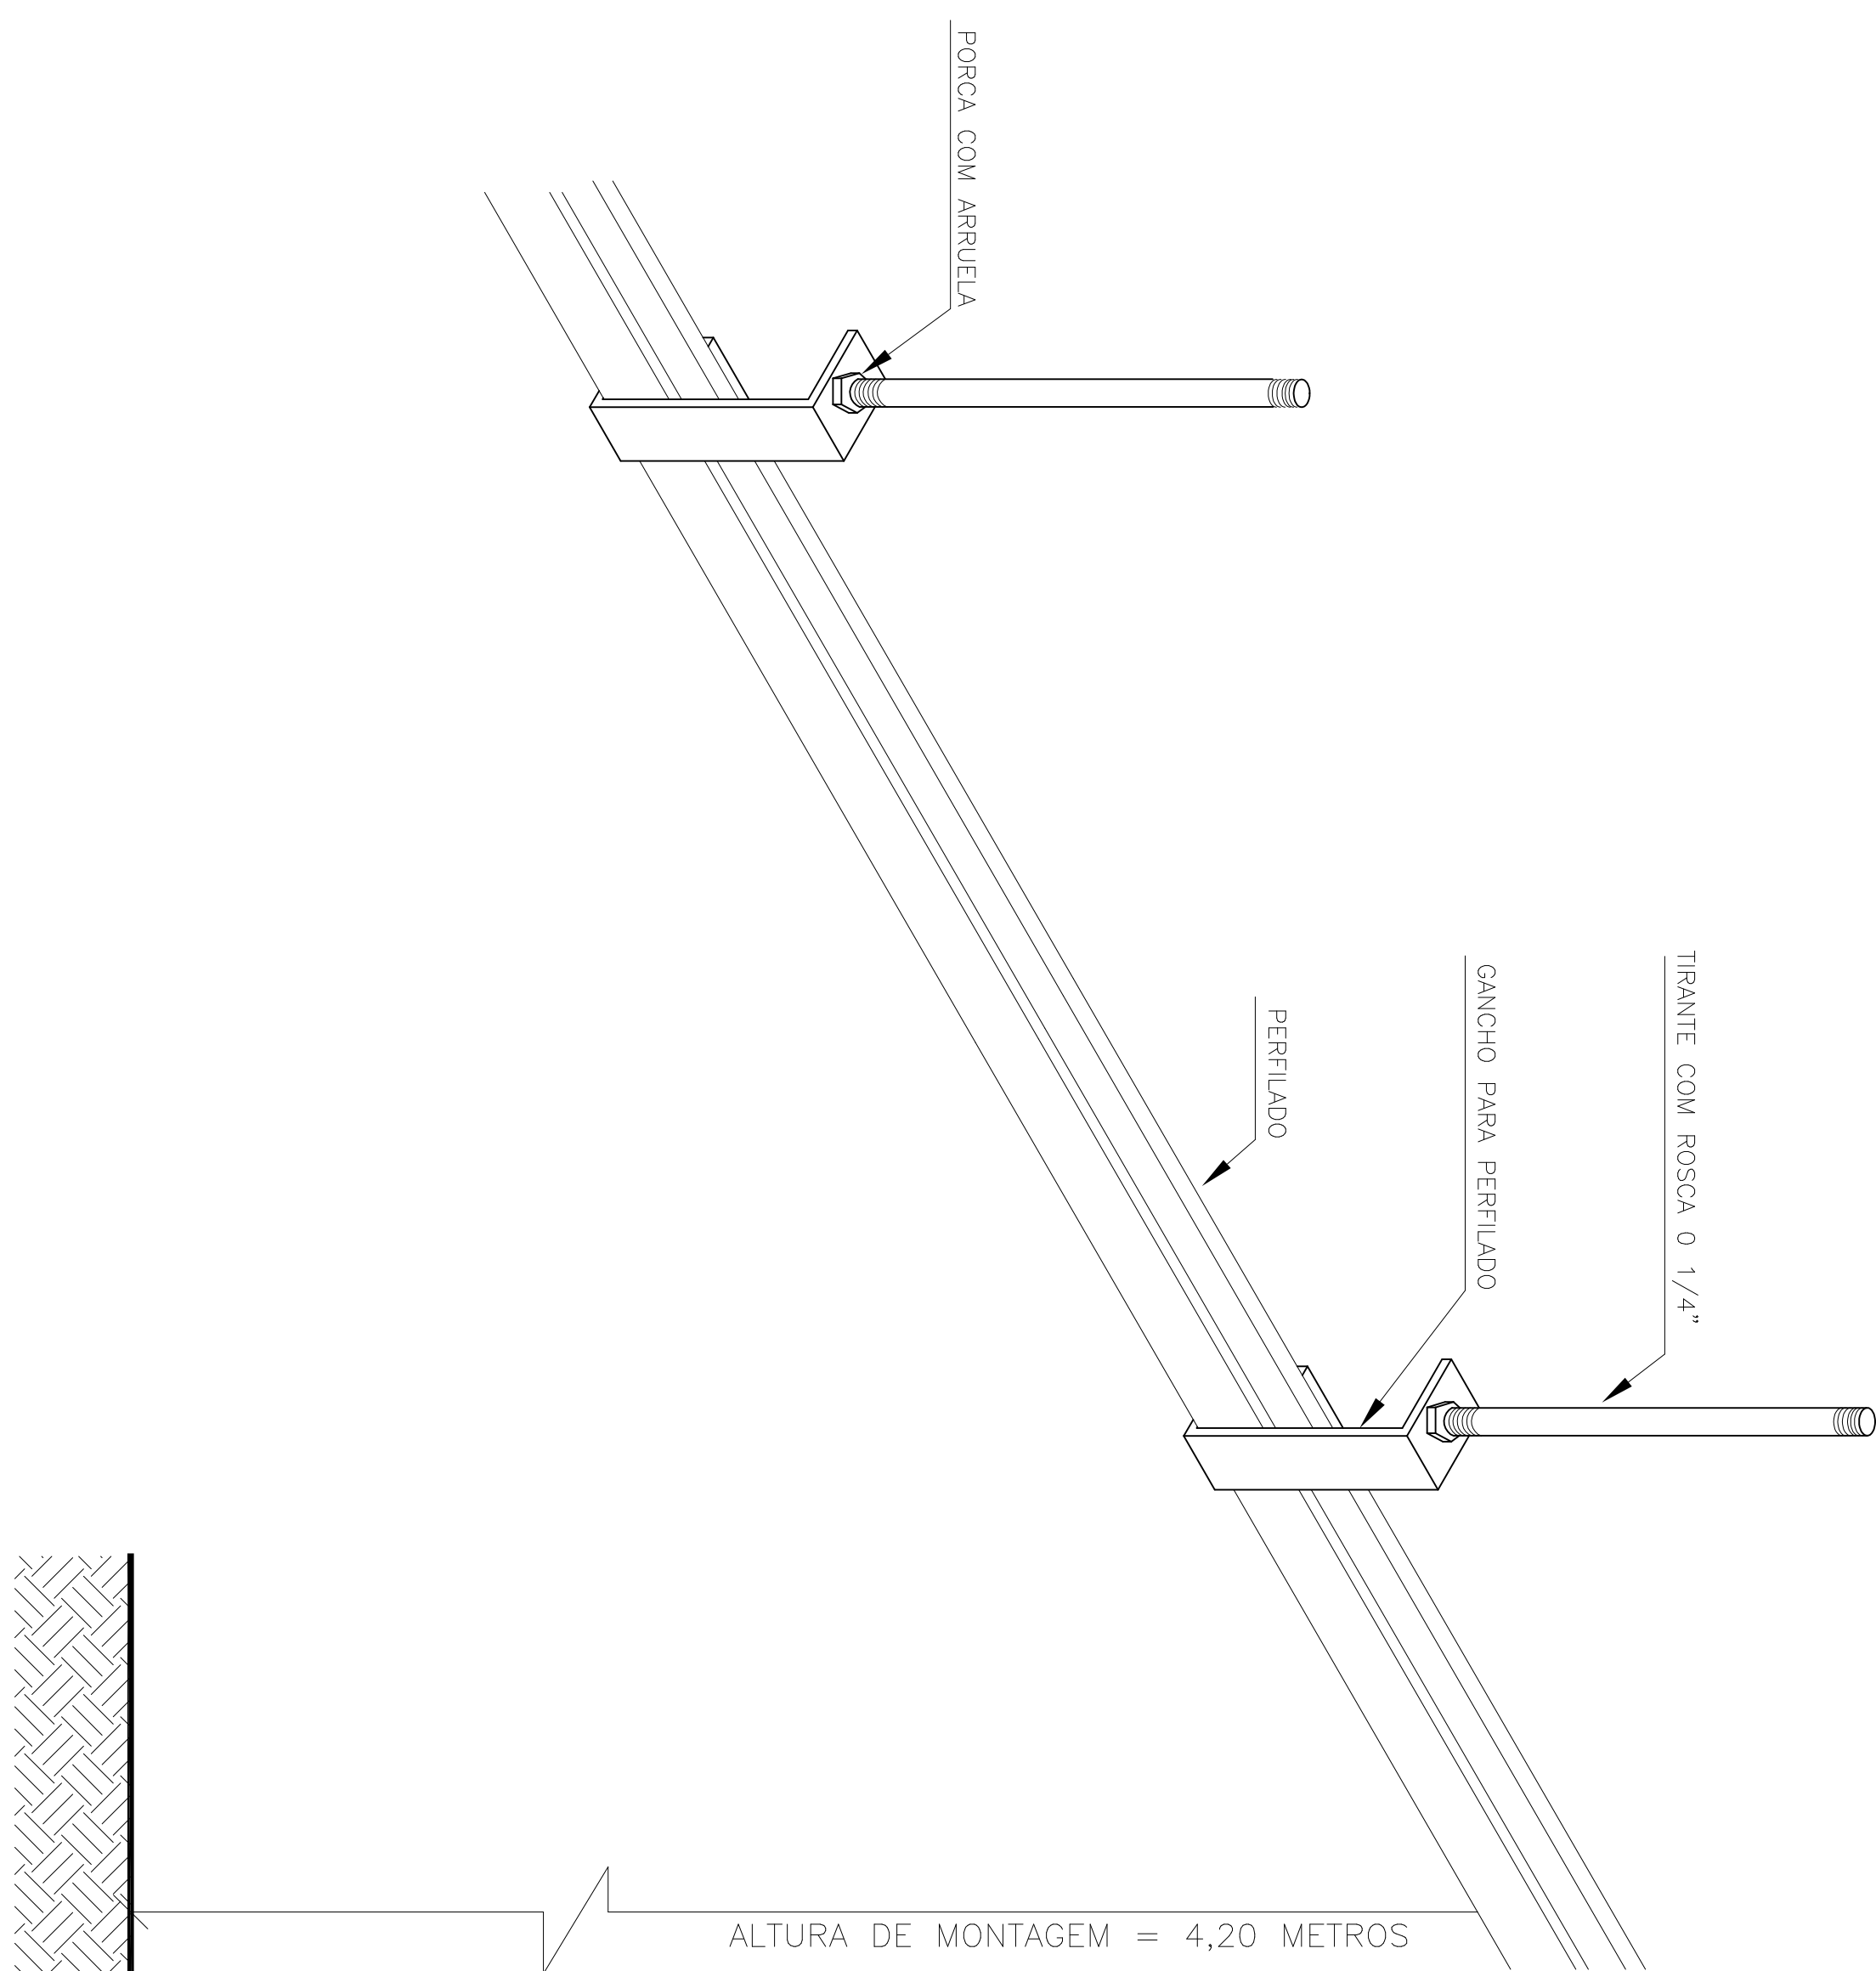 PORCA COM ARRUELA
TIRANTE COM ROSCA 0 1/4"
GANCHO PARA PERFILADO
PERFILADO
ALTURA DE MONTAGEM = 4,20 METROS